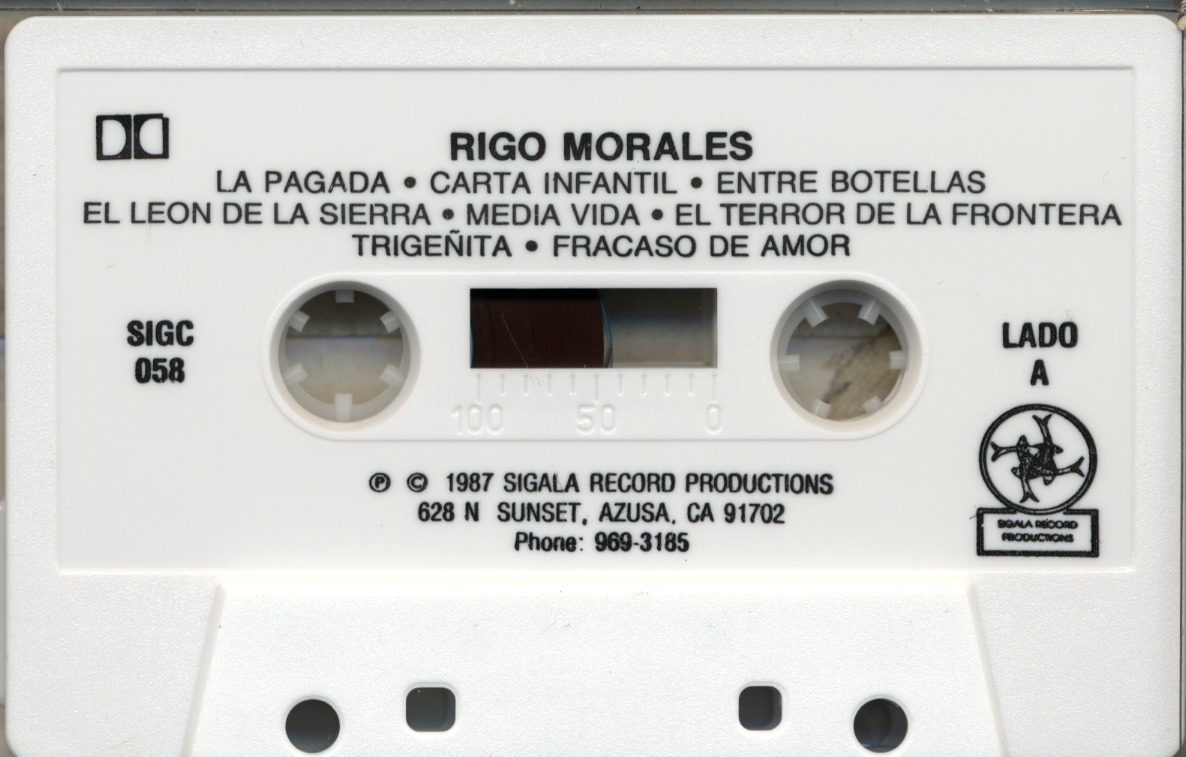 RIGO MORALES
LA PAGADA • CARTA INFANTIL • ENTRE BOTELLAS
EL LEON DE LA SIERRA • MEDIA VIDA • EL TERROR DE LA FRONTERA
TRIGEÑITA • FRACASO DE AMOR
SIGC
058
LADO
A
100 50 0
℗ © 1987 SIGALA RECORD PRODUCTIONS
628 N SUNSET, AZUSA, CA 91702
Phone: 969-3185
SIGALA RECORD
PRODUCTIONS